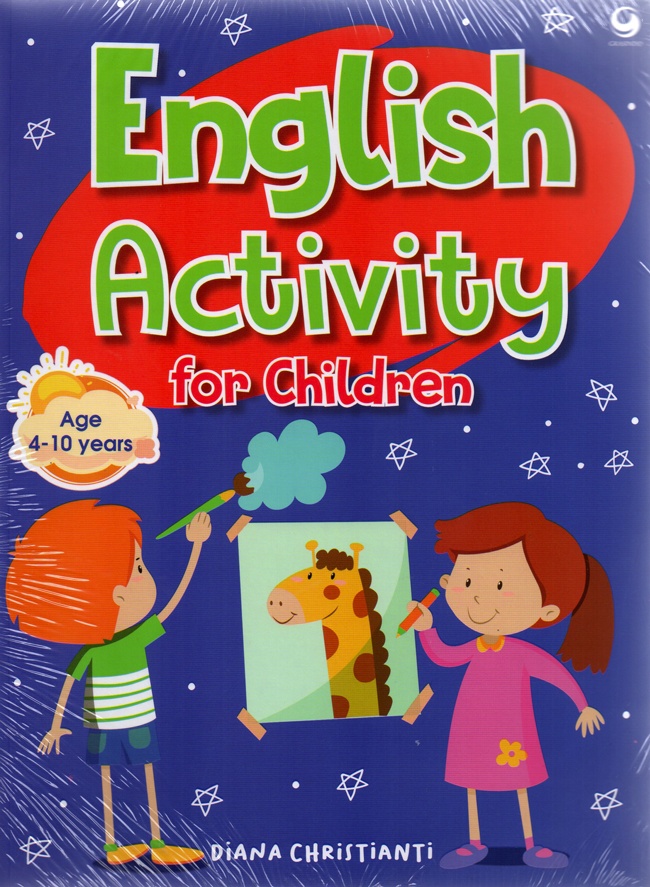 English
Activity
for Children
Age
4-10 years
DIANA CHRISTIANTI